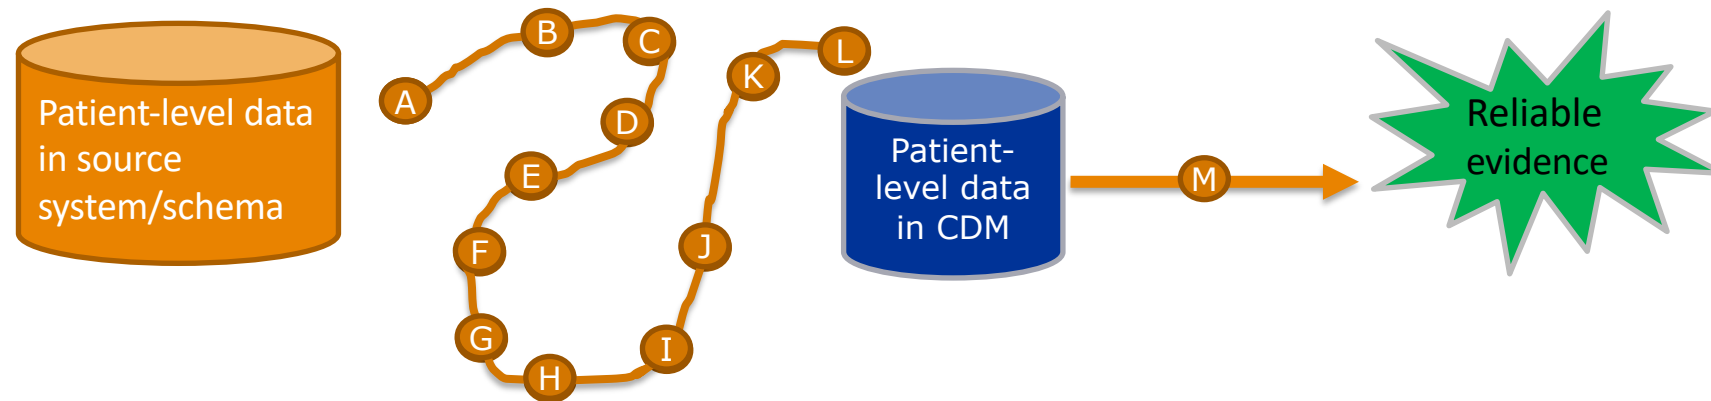 Patient-level data
in source
system/schema
A
B
C
D
E
F
G
H
I
J
K
L
Patient-
level data
in CDM
M
Reliable
evidence